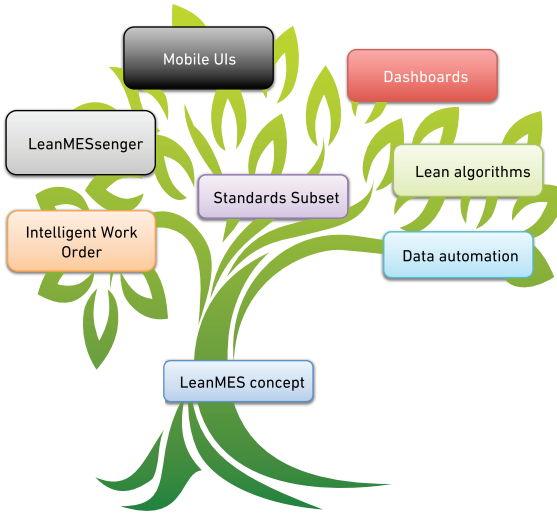 Mobile UIs
Dashboards
LeanMESsenger
Lean algorithms
Standards Subset
Intelligent Work
Order
Data automation
LeanMES concept